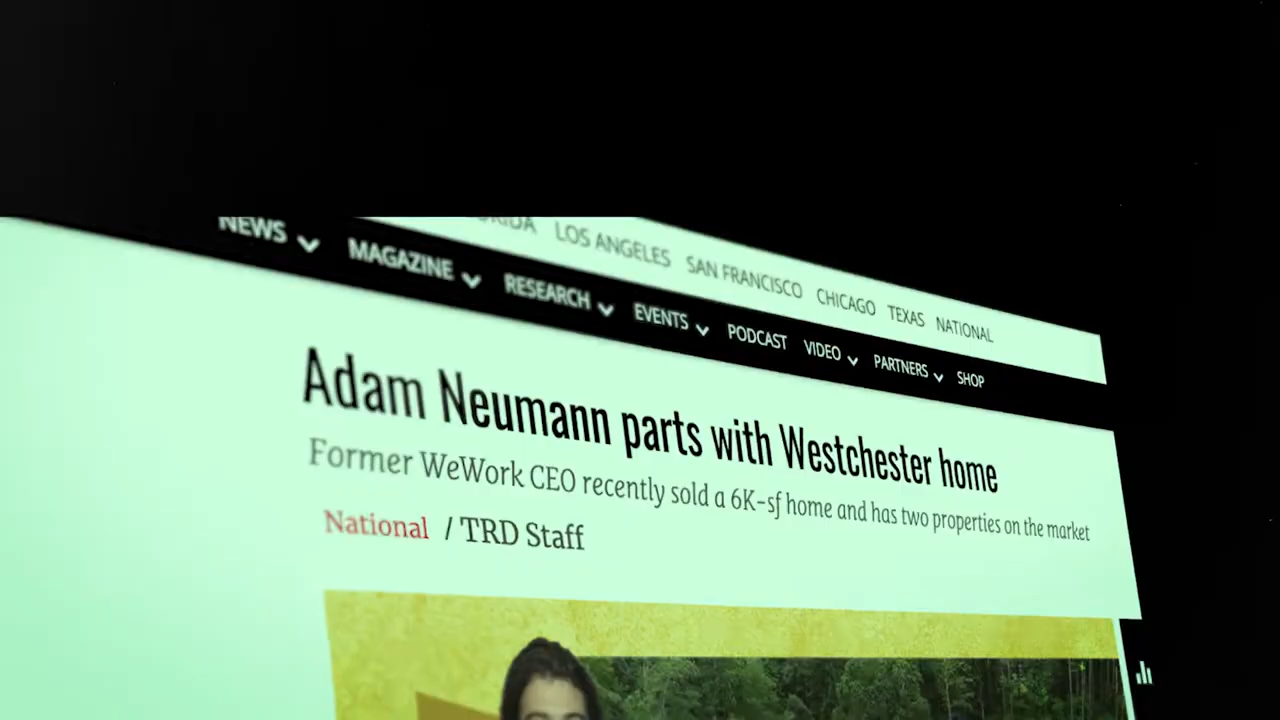 LOS ANGELES SAN FRANCISCO CHICAGO TEXAS NATIONAL
NEWS MAGAZINE RESEARCH EVENTS PODCAST VIDEO PARTNERS SHOP
Adam Neumann parts with Westchester home
Former WeWork CEO recently sold a 6K-sf home and has two properties on the market
National / TRD Staff